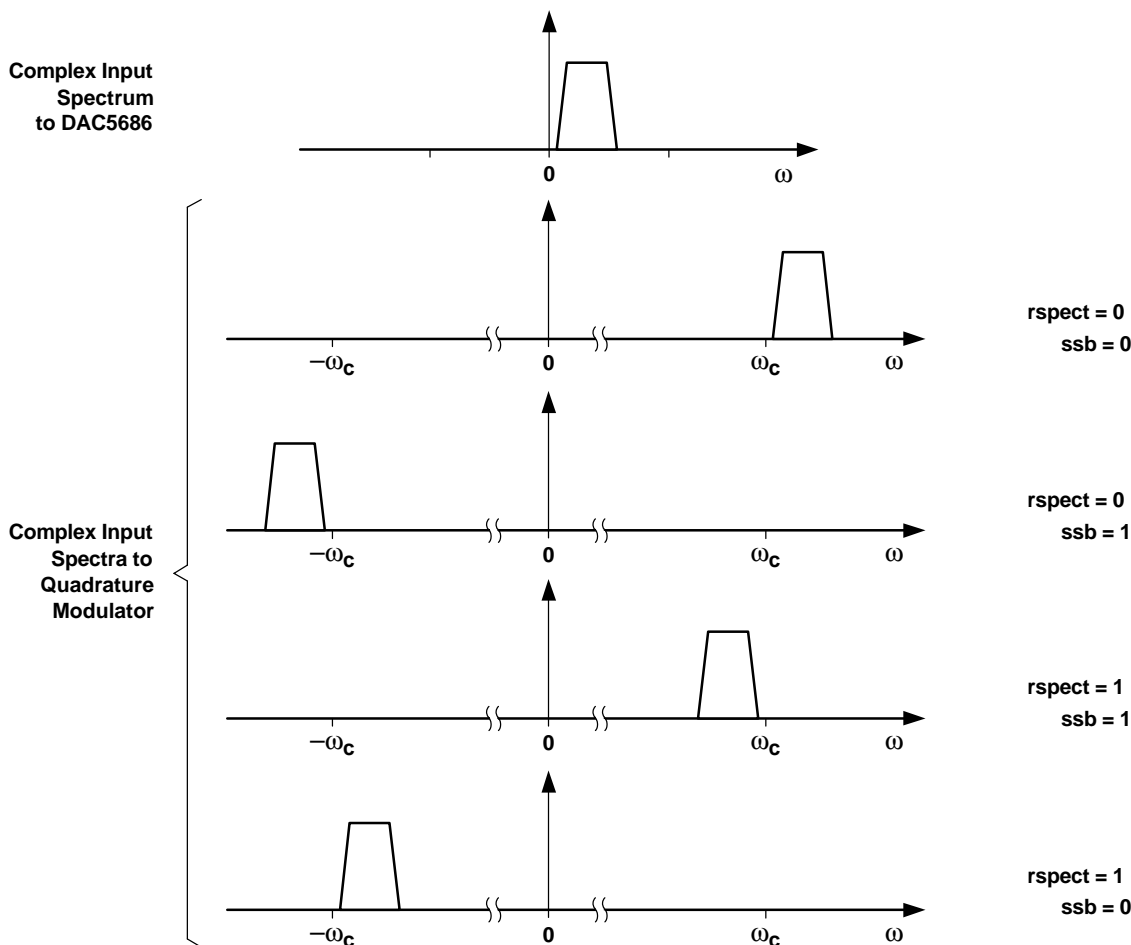 Complex Input
Spectrum
to DAC5686
0
ω
rspect = 0
ssb = 0
−ωc
0
ωc
ω
rspect = 0
ssb = 1
−ωc
0
ωc
ω
Complex Input
Spectra to
Quadrature
Modulator
rspect = 1
ssb = 1
−ωc
0
ωc
ω
rspect = 1
ssb = 0
−ωc
0
ωc
ω